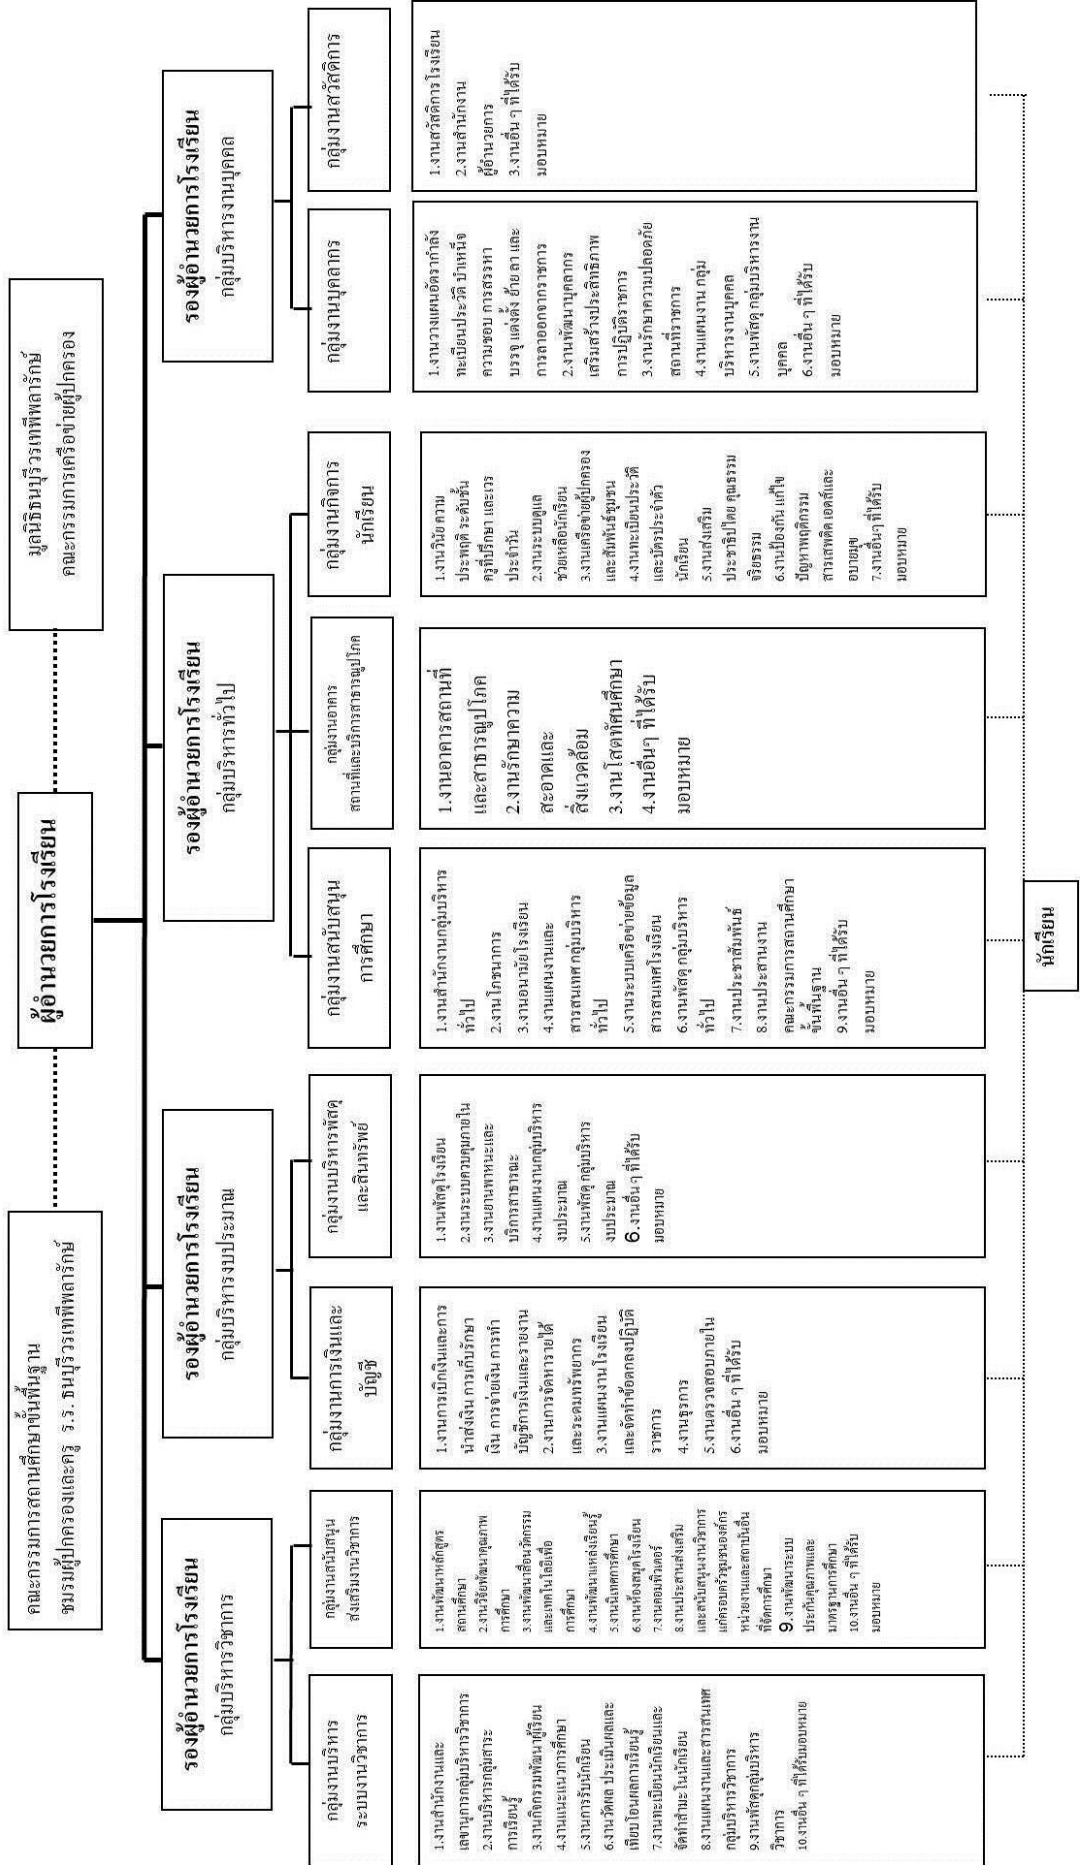 คณะกรรมการสถานศึกษาขั้นพื้นฐาน
ชมรมผู้ปกครองและครู ร.ร. ธนบุรีวรเทพีพลารักษ์
ผู้อำนวยการโรงเรียน
มูลนิธิธนบุรีวรเทพีพลารักษ์
คณะกรรมการเครือข่ายผู้ปกครอง
รองผู้อำนวยการโรงเรียน
กลุ่มบริหารวิชาการ
รองผู้อำนวยการโรงเรียน
กลุ่มบริหารงบประมาณ
รองผู้อำนวยการโรงเรียน
กลุ่มบริหารทั่วไป
รองผู้อำนวยการโรงเรียน
กลุ่มบริหารงานบุคคล
กลุ่มงานบริหาร
ระบบงานวิชาการ
กลุ่มงานสนับสนุน
ส่งเสริมงานวิชาการ
กลุ่มงานการเงินและ
บัญชี
กลุ่มงานบริหารพัสดุ
และสินทรัพย์
กลุ่มงานสนับสนุน
การศึกษา
กลุ่มงานอาคาร
สถานที่และบริการสาธารณูปโภค
กลุ่มงานกิจการ
นักเรียน
กลุ่มงานบุคลากร
กลุ่มงานสวัสดิการ
1.งานสำนักงานและ
เลขานุการกลุ่มบริหารวิชาการ
2.งานบริหารกลุ่มสาระ
การเรียนรู้
3.งานกิจกรรมพัฒนาผู้เรียน
4.งานแนะแนวการศึกษา
5.งานการรับนักเรียน
6.งานวัดผล ประเมินผลและ
เทียบโอนผลการเรียนรู้
7.งานทะเบียนนักเรียนและ
จัดทำสำมะโนนักเรียน
8.งานแผนงานและสารสนเทศ
กลุ่มบริหารวิชาการ
9.งานพัสดุกลุ่มบริหาร
วิชาการ
10.งานอื่น ๆ ที่ได้รับมอบหมาย
1.งานพัฒนาหลักสูตร
สถานศึกษา
2.งานวิจัยพัฒนาคุณภาพ
การศึกษา
3.งานพัฒนาสื่อนวัตกรรม
และเทคโนโลยีเพื่อ
การศึกษา
4.งานพัฒนาแหล่งเรียนรู้
5.งานนิเทศการศึกษา
6.งานห้องสมุดโรงเรียน
7.งานคอมพิวเตอร์
8.งานประสานส่งเสริม
และสนับสนุนงานวิชาการ
แก่ครอบครัวชุมชนองค์กร
หน่วยงานและสถาบันอื่น
ที่จัดการศึกษา
9.งานพัฒนาระบบ
ประกันคุณภาพและ
มาตรฐานการศึกษา
10.งานอื่น ๆ ที่ได้รับ
มอบหมาย
1.งานการเบิกเงินและการ
นำส่งเงิน การเก็บรักษา
เงิน การจ่ายเงิน การทำ
บัญชีการเงินและรายงาน
2.งานการจัดหารายได้
และระดมทรัพยากร
3.งานแผนงานโรงเรียน
และจัดทำข้อตกลงปฏิบัติ
ราชการ
4.งานธุรการ
5.งานตรวจสอบภายใน
6.งานอื่น ๆ ที่ได้รับ
มอบหมาย
1.งานพัสดุโรงเรียน
2.งานระบบควบคุมภายใน
3.งานยานพาหนะและ
บริการสาธารณะ
4.งานแผนงานกลุ่มบริหาร
งบประมาณ
5.งานพัสดุ กลุ่มบริหาร
งบประมาณ
6.งานอื่น ๆ ที่ได้รับ
มอบหมาย
1.งานสำนักงานกลุ่มบริหาร
ทั่วไป
2.งานโภชนาการ
3.งานอนามัยโรงเรียน
4.งานแผนงานและ
สารสนเทศ กลุ่มบริหาร
ทั่วไป
5.งานระบบเครือข่ายข้อมูล
สารสนเทศโรงเรียน
6.งานพัสดุ กลุ่มบริหาร
ทั่วไป
7.งานประชาสัมพันธ์
8.งานประสานงาน
คณะกรรมการสถานศึกษา
ขั้นพื้นฐาน
9.งานอื่น ๆ ที่ได้รับ
มอบหมาย
1.งานอาคารสถานที่
และสาธารณูปโภค
2.งานรักษาความ
สะอาดและ
สิ่งแวดล้อม
3.งานโสตทัศนศึกษา
4.งานอื่นๆ ที่ได้รับ
มอบหมาย
1.งานวินัย ความ
ประพฤติ ระดับชั้น
ครูที่ปรึกษา และเวร
ประจำวัน
2.งานระบบดูแล
ช่วยเหลือนักเรียน
3.งานเครือข่ายผู้ปกครอง
และสัมพันธ์ชุมชน
4.งานทะเบียนประวัติ
และบัตรประจำตัว
นักเรียน
5.งานส่งเสริม
ประชาธิปไตย คุณธรรม
จริยธรรม
6.งานป้องกัน แก้ไข
ปัญหาพฤติกรรม
สารเสพติด เอดส์และ
อบายมุข
7.งานอื่นๆ ที่ได้รับ
มอบหมาย
1.งานวางแผนอัตรากำลัง
ทะเบียนประวัติ บำเหน็จ
ความชอบ การสรรหา
บรรจุ แต่งตั้ง ย้าย ลา และ
การลาออกจากราชการ
2.งานพัฒนาบุคลากร
เสริมสร้างประสิทธิภาพ
การปฏิบัติราชการ
3.งานรักษาความปลอดภัย
สถานที่ราชการ
4.งานแผนงาน กลุ่ม
บริหารงานบุคคล
5.งานพัสดุ กลุ่มบริหารงาน
บุคคล
6.งานอื่น ๆ ที่ได้รับ
มอบหมาย
1.งานสวัสดิการโรงเรียน
2.งานสำนักงาน
ผู้อำนวยการ
3.งานอื่น ๆ ที่ได้รับ
มอบหมาย
นักเรียน